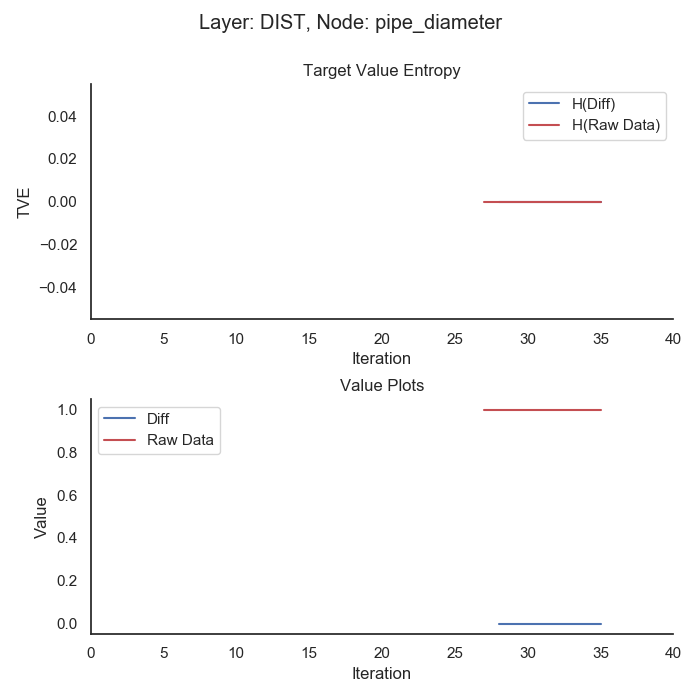 Layer: DIST, Node: pipe_diameter
Target Value Entropy
H(Diff)
H(Raw Data)
0.04
0.02
0.00
−0.02
−0.04
TVE
0 5 10 15 20 25 30 35 40
Iteration
Value Plots
Diff
Raw Data
1.0
0.8
0.6
0.4
0.2
0.0
Value
0 5 10 15 20 25 30 35 40
Iteration